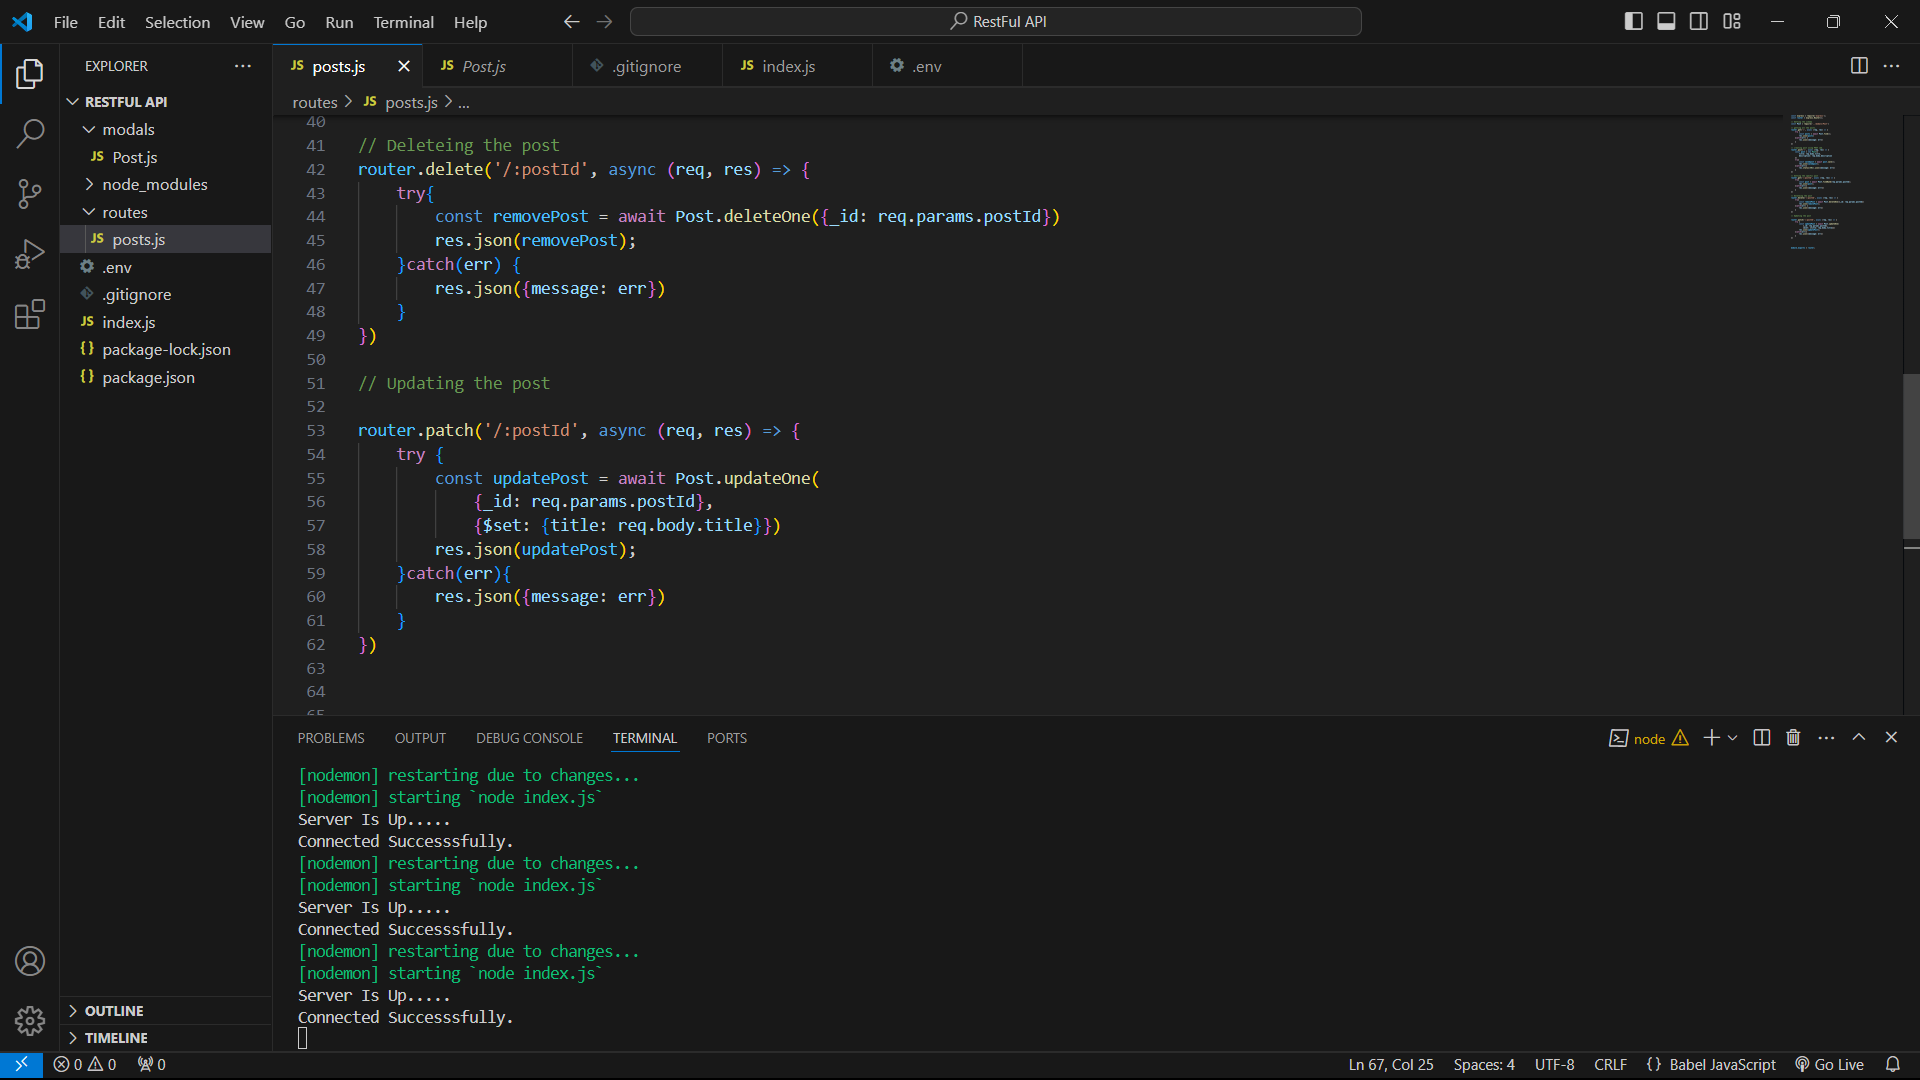 File Edit Selection View Go Run Terminal Help
RestFul API
EXPLORER
RESTFUL API
modals
JS Post.js
node_modules
routes
JS posts.js
.env
.gitignore
JS index.js
{} package-lock.json
{} package.json
OUTLINE
TIMELINE
JS posts.js
JS Post.js
.gitignore
JS index.js
.env
routes > JS posts.js > ...
40
41 // Deleteing the post
42 router.delete('/:postId', async (req, res) => {
43 try{
44 const removePost = await Post.deleteOne({_id: req.params.postId})
45 res.json(removePost);
46 }catch(err) {
47 res.json({message: err})
48 }
49 })
50
51 // Updating the post
52
53 router.patch('/:postId', async (req, res) => {
54 try {
55 const updatePost = await Post.updateOne(
56 {_id: req.params.postId},
57 {$set: {title: req.body.title}})
58 res.json(updatePost);
59 }catch(err){
60 res.json({message: err})
61 }
62 })
63
64
65
PROBLEMS OUTPUT DEBUG CONSOLE TERMINAL PORTS
node
[nodemon] restarting due to changes...
[nodemon] starting `node index.js`
Server Is Up.....
Connected Successsfully.
[nodemon] restarting due to changes...
[nodemon] starting `node index.js`
Server Is Up.....
Connected Successsfully.
[nodemon] restarting due to changes...
[nodemon] starting `node index.js`
Server Is Up.....
Connected Successsfully.
0 0 0
Ln 67, Col 25 Spaces: 4 UTF-8 CRLF {} Babel JavaScript Go Live